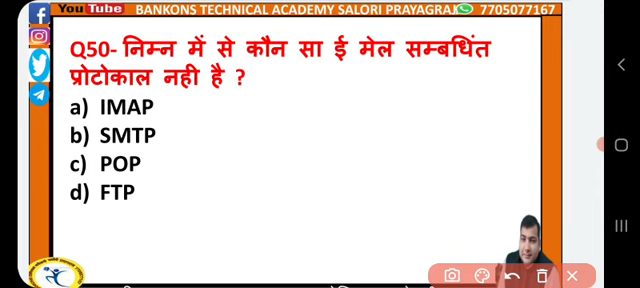 You Tube BANKONS TECHNICAL ACADEMY SALORI PRAYAGRAJ 7705077167
Q50- निम्न में से कौन सा ई मेल सम्बधिंत
प्रोटोकाल नही है ?
a) IMAP
b) SMTP
c) POP
d) FTP